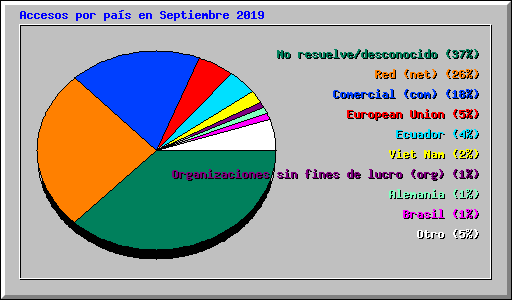 Accesos por país en Septiembre 2019
No resuelve/desconocido (37%)
Red (net) (26%)
Comercial (com) (18%)
European Union (5%)
Ecuador (4%)
Viet Nam (2%)
Organizaciones sin fines de lucro (org) (1%)
Alemania (1%)
Brasil (1%)
Otro (5%)